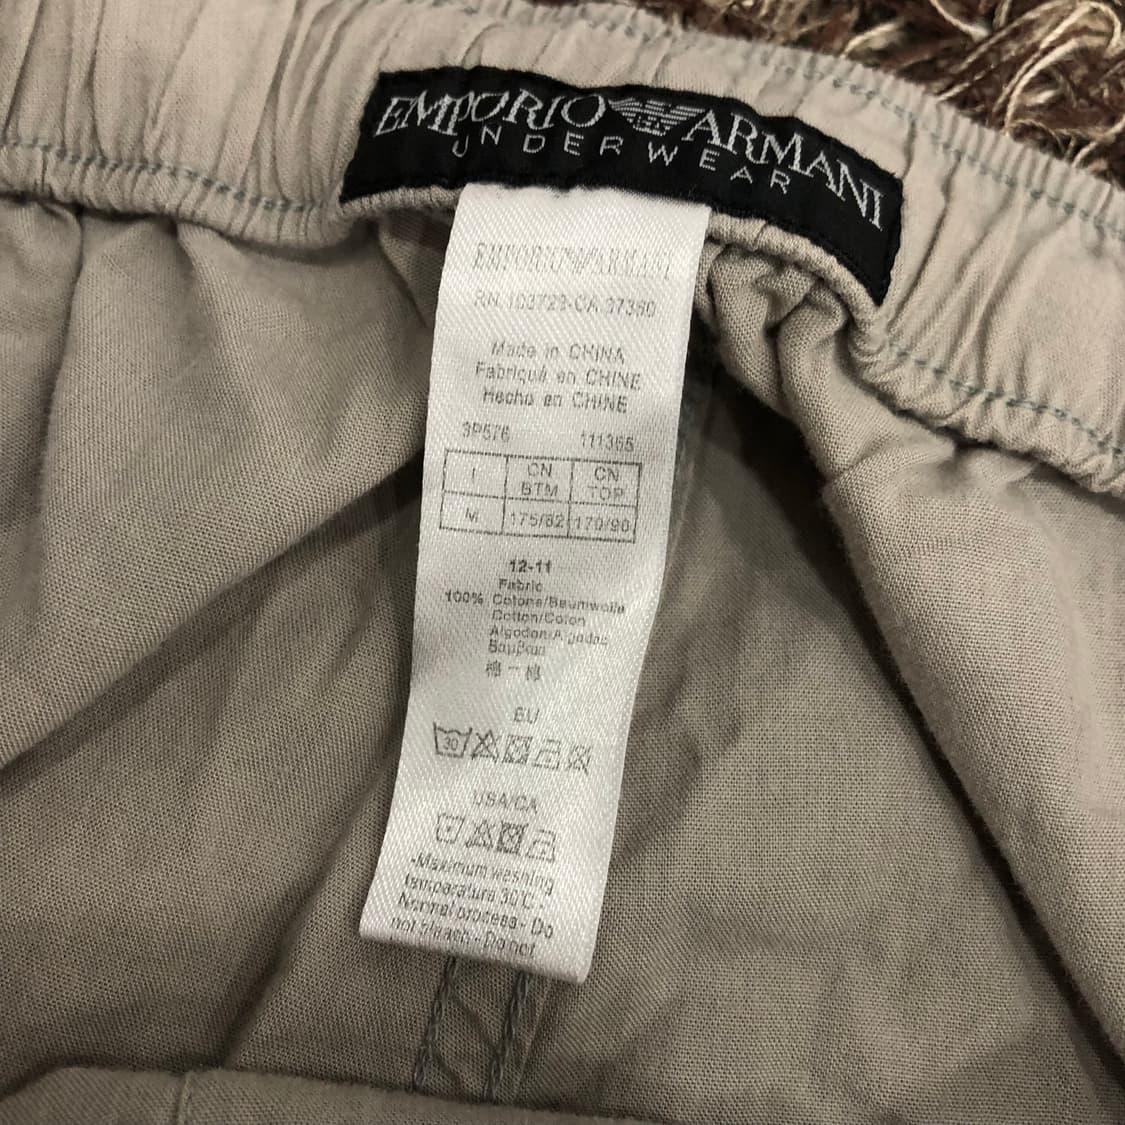 EMPORIO ARMANI
UNDERWEAR
EMPORIO ARMANI
RN 103723-CA 37380
Made in CHINA
Fabriqué en CHINE
Hecho en CHINE
3P576 111365
I CN BTM CN TOP
M 175/82 170/90
12-11
Fabric
100% Cotone/Baumwolle
Cotton/Coton
Algodon/Algodao
Βαμβακι
棉 - 棉
EU
30
USA/CA
-Maximum washing
temperature 30°C-
Normal process - Do
not bleach - Do not